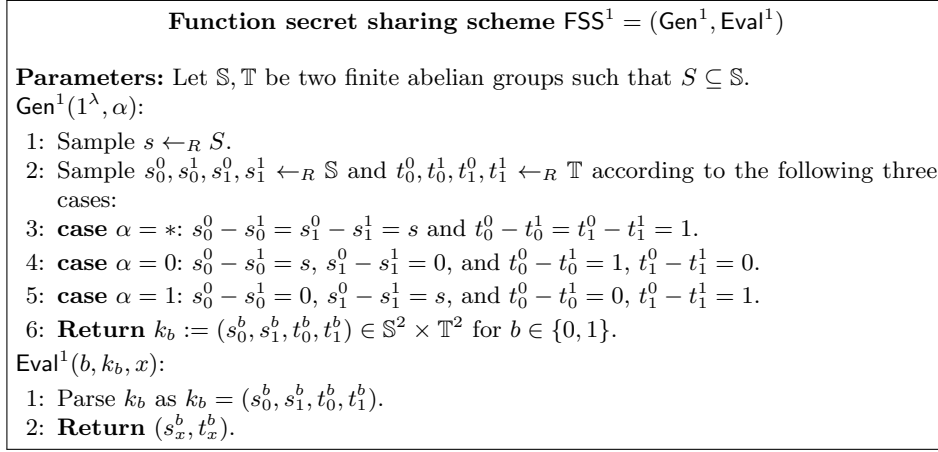 Function secret sharing scheme FSS¹ = (Gen¹, Eval¹)
Parameters: Let 𝕊, 𝕋 be two finite abelian groups such that S ⊆ 𝕊.
Gen¹(1^λ, α):
1: Sample s ←_R S.
2: Sample s_0^0, s_0^1, s_1^0, s_1^1 ←_R 𝕊 and t_0^0, t_0^1, t_1^0, t_1^1 ←_R 𝕋 according to the following three
cases:
3: case α = ∗: s_0^0 − s_0^1 = s_1^0 − s_1^1 = s and t_0^0 − t_0^1 = t_1^0 − t_1^1 = 1.
4: case α = 0: s_0^0 − s_0^1 = s, s_1^0 − s_1^1 = 0, and t_0^0 − t_0^1 = 1, t_1^0 − t_1^1 = 0.
5: case α = 1: s_0^0 − s_0^1 = 0, s_1^0 − s_1^1 = s, and t_0^0 − t_0^1 = 0, t_1^0 − t_1^1 = 1.
6: Return k_b := (s_0^b, s_1^b, t_0^b, t_1^b) ∈ 𝕊² × 𝕋² for b ∈ {0, 1}.
Eval¹(b, k_b, x):
1: Parse k_b as k_b = (s_0^b, s_1^b, t_0^b, t_1^b).
2: Return (s_x^b, t_x^b).